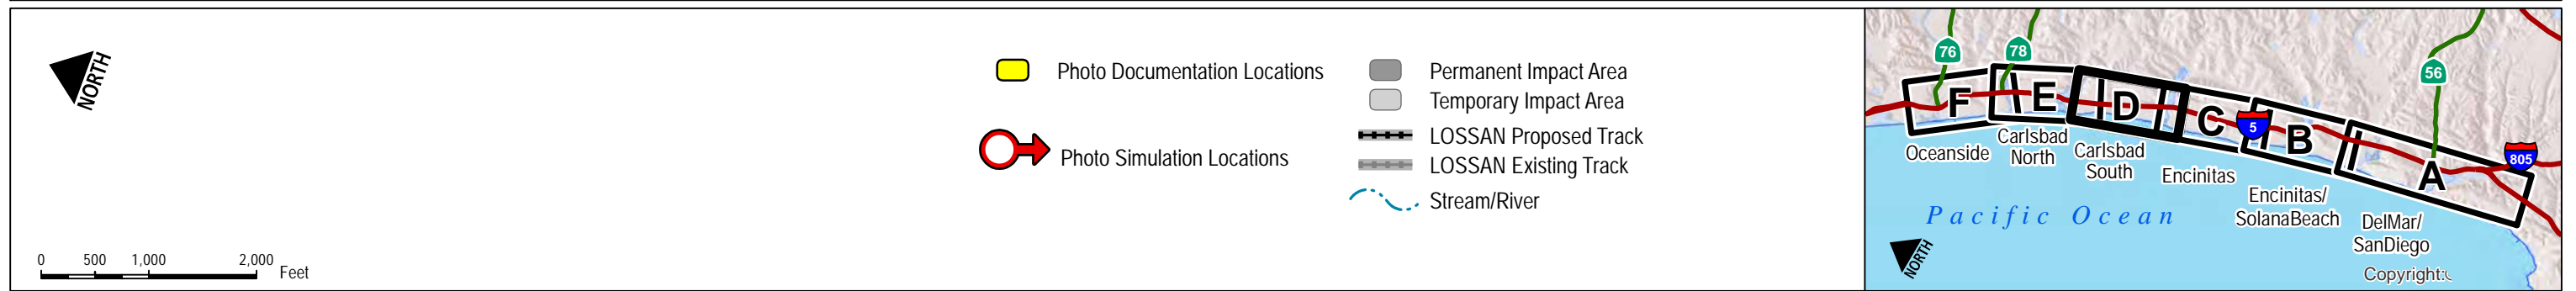 NORTH
0 500 1,000 2,000
Feet
Photo Documentation Locations
Photo Simulation Locations
Permanent Impact Area
Temporary Impact Area
LOSSAN Proposed Track
LOSSAN Existing Track
Stream/River
76
78
56
5
805
F
E
D
C
B
A
Oceanside
Carlsbad
North
Carlsbad
South
Encinitas
Encinitas/
SolanaBeach
DelMar/
SanDiego
Pacific Ocean
NORTH
Copyright: